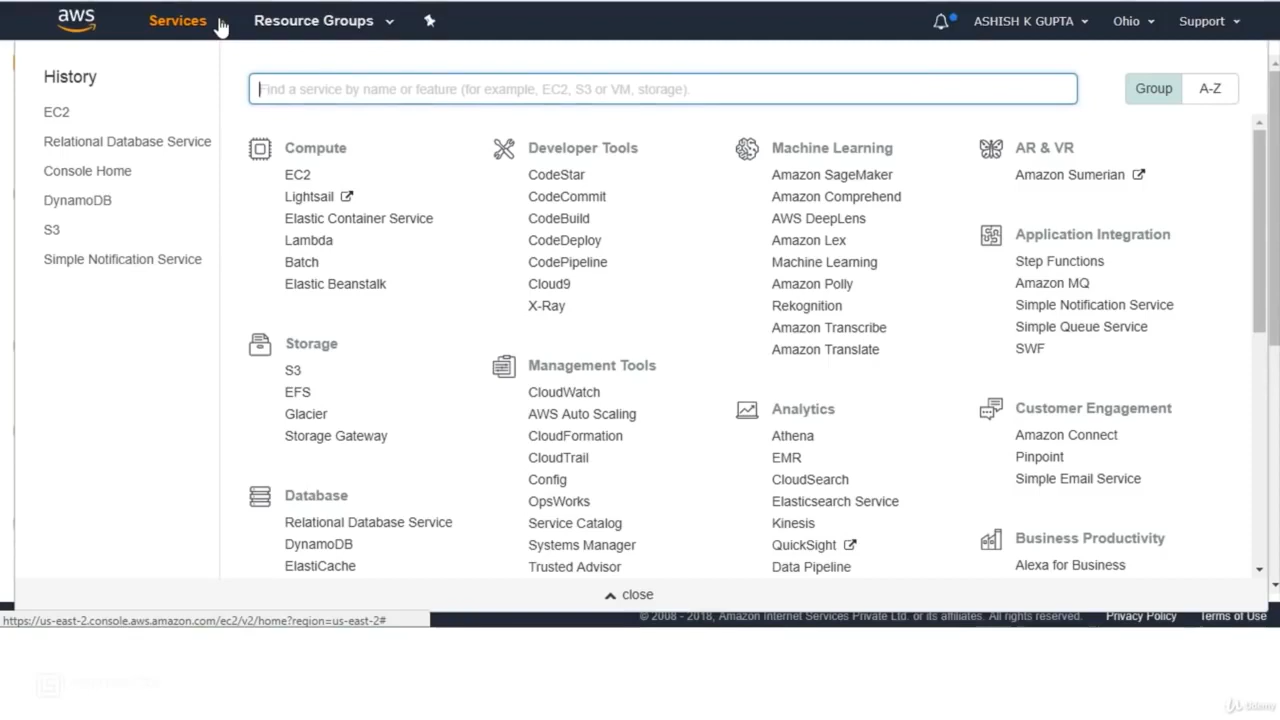 aws
Services
Resource Groups
ASHISH K GUPTA
Ohio
Support
History
EC2
Relational Database Service
Console Home
DynamoDB
S3
Simple Notification Service
Find a service by name or feature (for example, EC2, S3 or VM, storage).
Group
A-Z
Compute
EC2
Lightsail
Elastic Container Service
Lambda
Batch
Elastic Beanstalk
Storage
S3
EFS
Glacier
Storage Gateway
Database
Relational Database Service
DynamoDB
ElastiCache
Developer Tools
CodeStar
CodeCommit
CodeBuild
CodeDeploy
CodePipeline
Cloud9
X-Ray
Management Tools
CloudWatch
AWS Auto Scaling
CloudFormation
CloudTrail
Config
OpsWorks
Service Catalog
Systems Manager
Trusted Advisor
Machine Learning
Amazon SageMaker
Amazon Comprehend
AWS DeepLens
Amazon Lex
Machine Learning
Amazon Polly
Rekognition
Amazon Transcribe
Amazon Translate
Analytics
Athena
EMR
CloudSearch
Elasticsearch Service
Kinesis
QuickSight
Data Pipeline
AR & VR
Amazon Sumerian
Application Integration
Step Functions
Amazon MQ
Simple Notification Service
Simple Queue Service
SWF
Customer Engagement
Amazon Connect
Pinpoint
Simple Email Service
Business Productivity
Alexa for Business
close
https://us-east-2.console.aws.amazon.com/ec2/v2/home?region=us-east-2#
© 2008 - 2018, Amazon Internet Services Private Ltd. or its affiliates. All rights reserved.
Privacy Policy
Terms of Use
Udemy